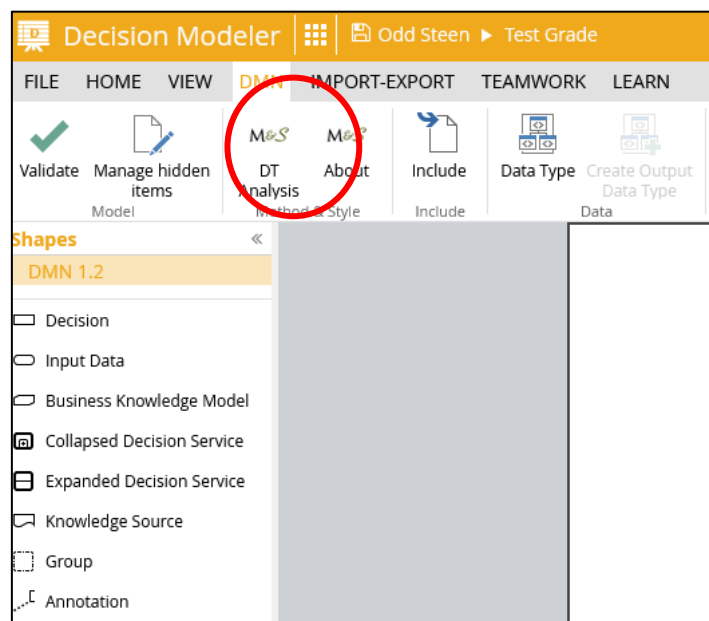 Decision Modeler Odd Steen ▶ Test Grade
FILE HOME VIEW DMN IMPORT-EXPORT TEAMWORK LEARN
M&S M&S
Validate Manage hidden items DT Analysis About Include Data Type Create Output Data Type
Model Method & Style Include Data
Shapes «
DMN 1.2
Decision
Input Data
Business Knowledge Model
Collapsed Decision Service
Expanded Decision Service
Knowledge Source
Group
Annotation